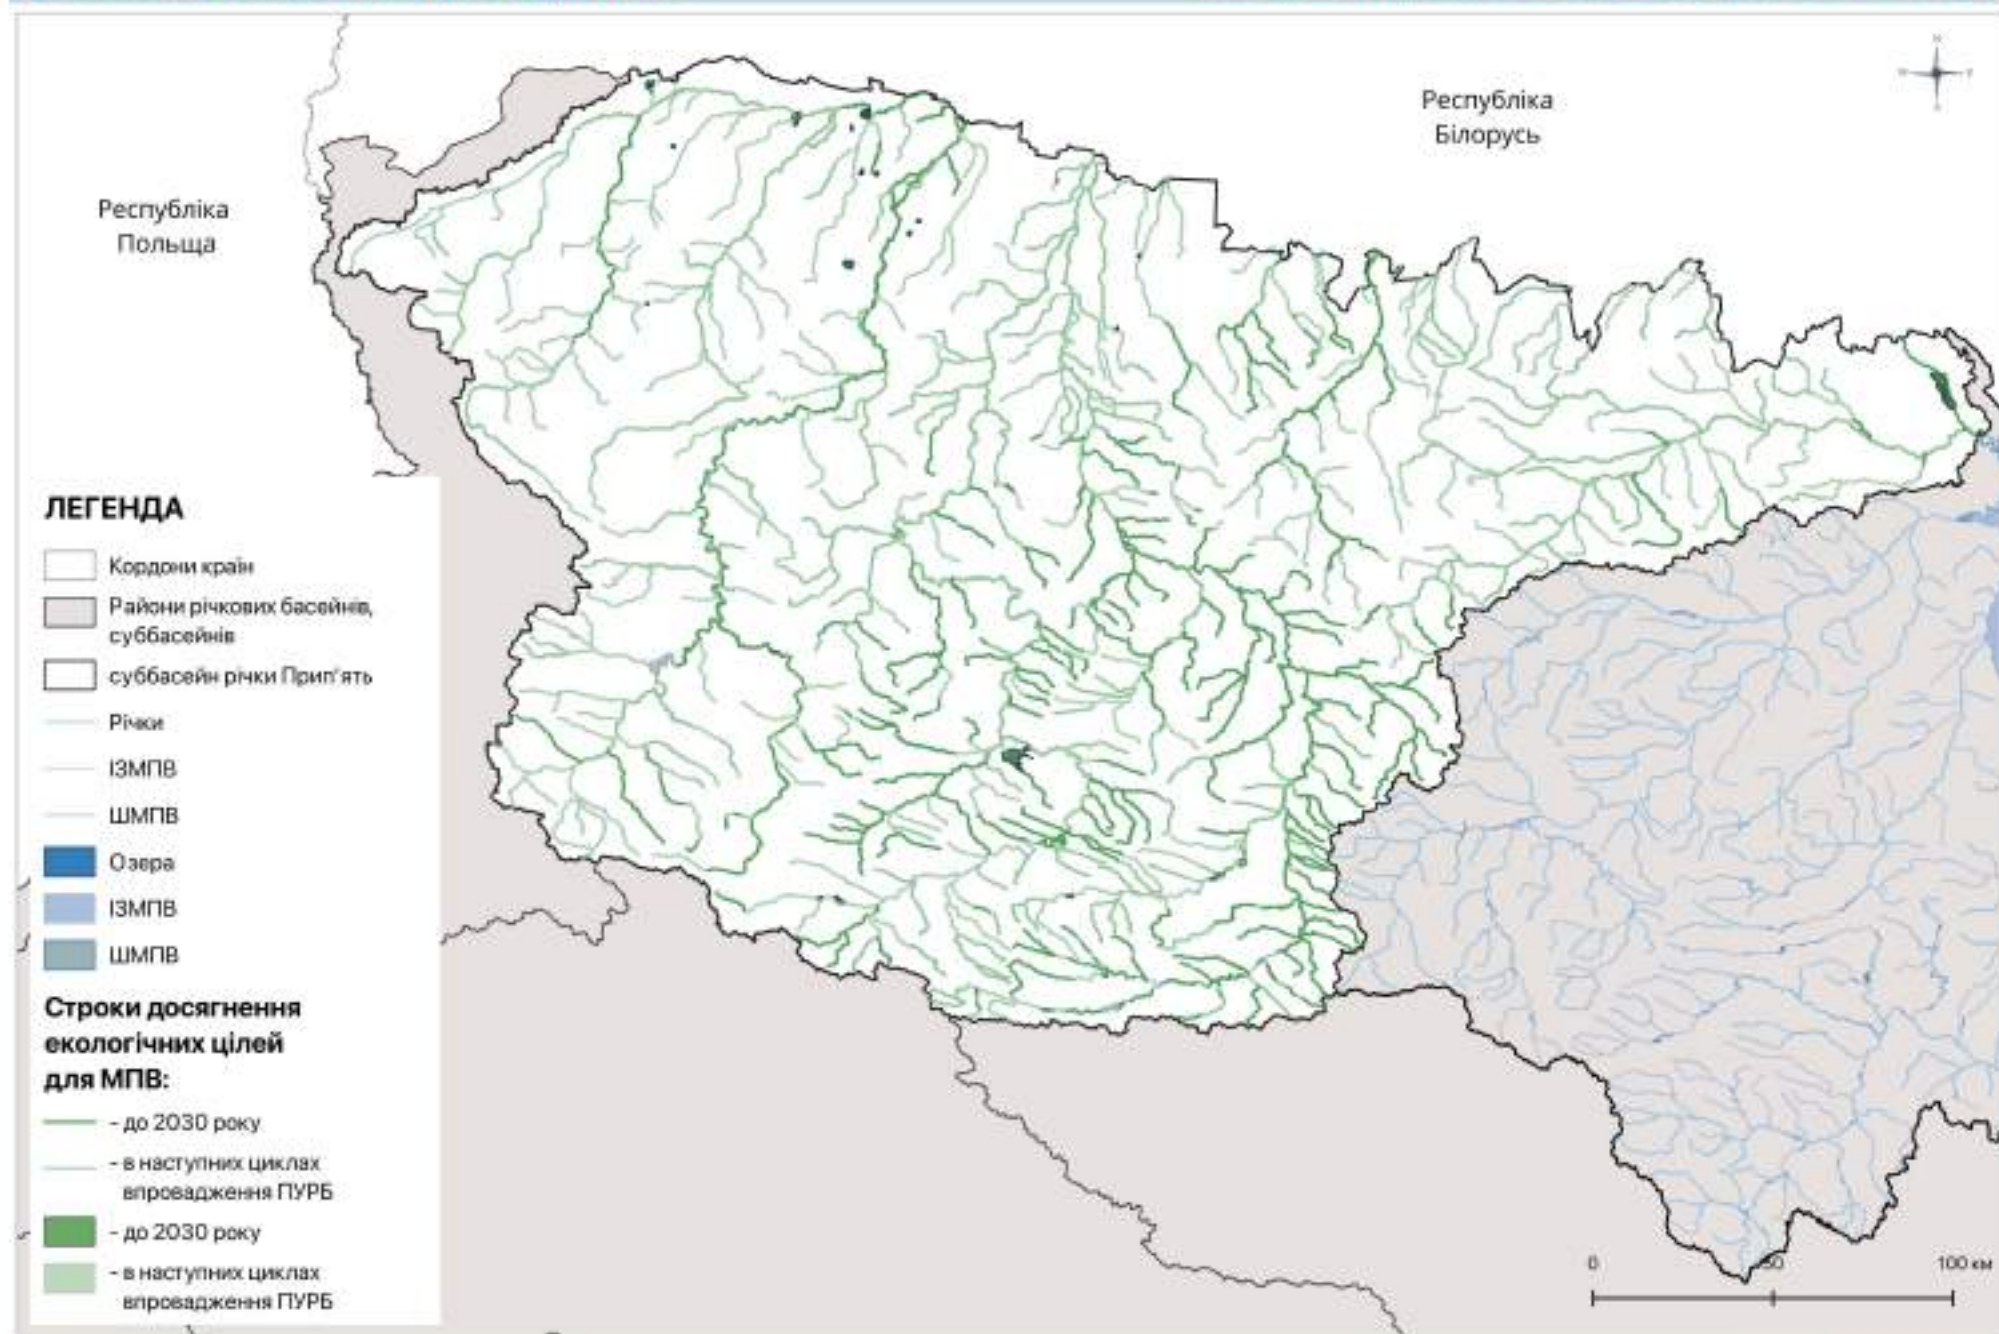 N
Республіка
Білорусь
Республіка
Польща
ЛЕГЕНДА
Кордони країн
Райони річкових басейнів,
суббасейнів
суббасейн річки Прип'ять
Річки
ІЗМПВ
ШМПВ
Озера
ІЗМПВ
ШМПВ
Строки досягнення
екологічних цілей
для МПВ:
- до 2030 року
- в наступних циклах
впровадження ПУРБ
- до 2030 року
- в наступних циклах
впровадження ПУРБ
0 50 100 км